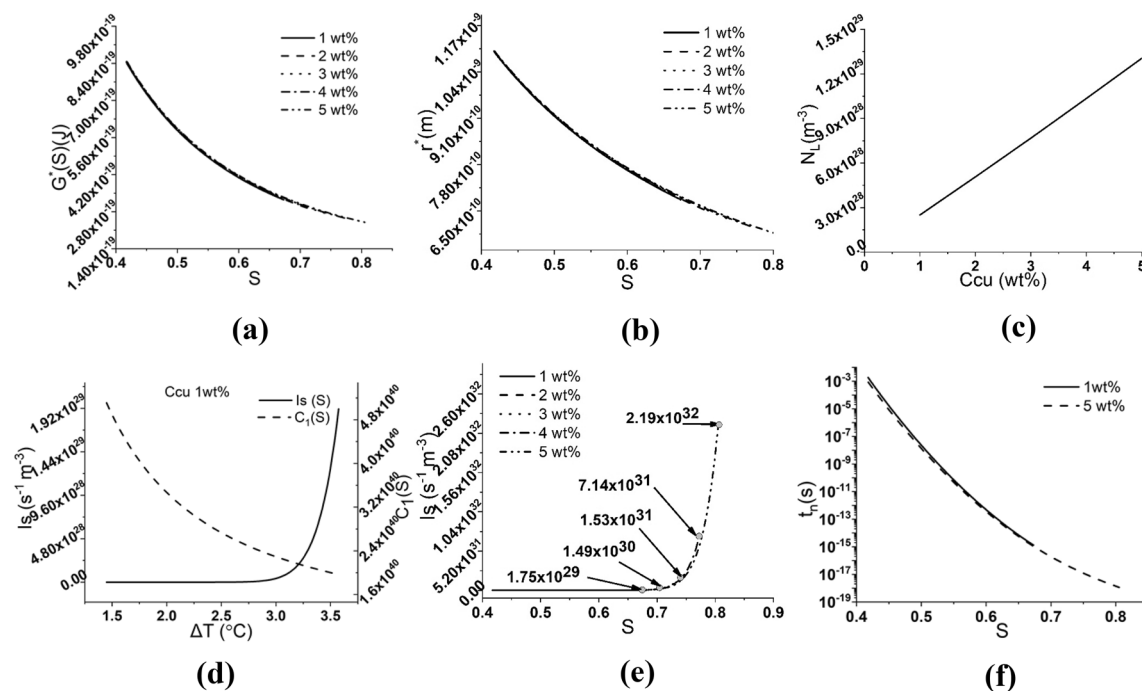 9.80x10-19
8.40x10-19
7.00x10-19
5.60x10-19
4.20x10-19
2.80x10-19
1.40x10-19
G*(S)(J)
1 wt%
2 wt%
3 wt%
4 wt%
5 wt%
0.4 0.5 0.6 0.7 0.8
S
(a)
1.17x10-9
1.04x10-9
9.10x10-10
7.80x10-10
6.50x10-10
r*(m)
1 wt%
2 wt%
3 wt%
4 wt%
5 wt%
0.4 0.5 0.6 0.7 0.8
S
(b)
1.5x10^29
1.2x10^29
9.0x10^28
6.0x10^28
3.0x10^28
0.0
NL(m-3)
0 1 2 3 4 5
Ccu (wt%)
(c)
1.92x10^29
1.44x10^29
9.60x10^28
4.80x10^28
0.00
Is (s-1 m-3)
Ccu 1wt%
Is (S)
C1(S)
4.8x10^40
4.0x10^40
3.2x10^40
2.4x10^40
1.6x10^40
C1(S)
1.5 2.0 2.5 3.0 3.5
ΔT (°C)
(d)
2.60x10^32
2.08x10^32
1.56x10^32
1.04x10^32
5.20x10^31
0.00
Is (s-1 m-3)
1 wt%
2 wt%
3 wt%
4 wt%
5 wt%
2.19x10^32
7.14x10^31
1.53x10^31
1.49x10^30
1.75x10^29
0.4 0.5 0.6 0.7 0.8 0.9
S
(e)
10-3
10-5
10-7
10-9
10-11
10-13
10-15
10-17
10-19
tn(s)
1wt%
5 wt%
0.4 0.5 0.6 0.7 0.8 0.9
S
(f)